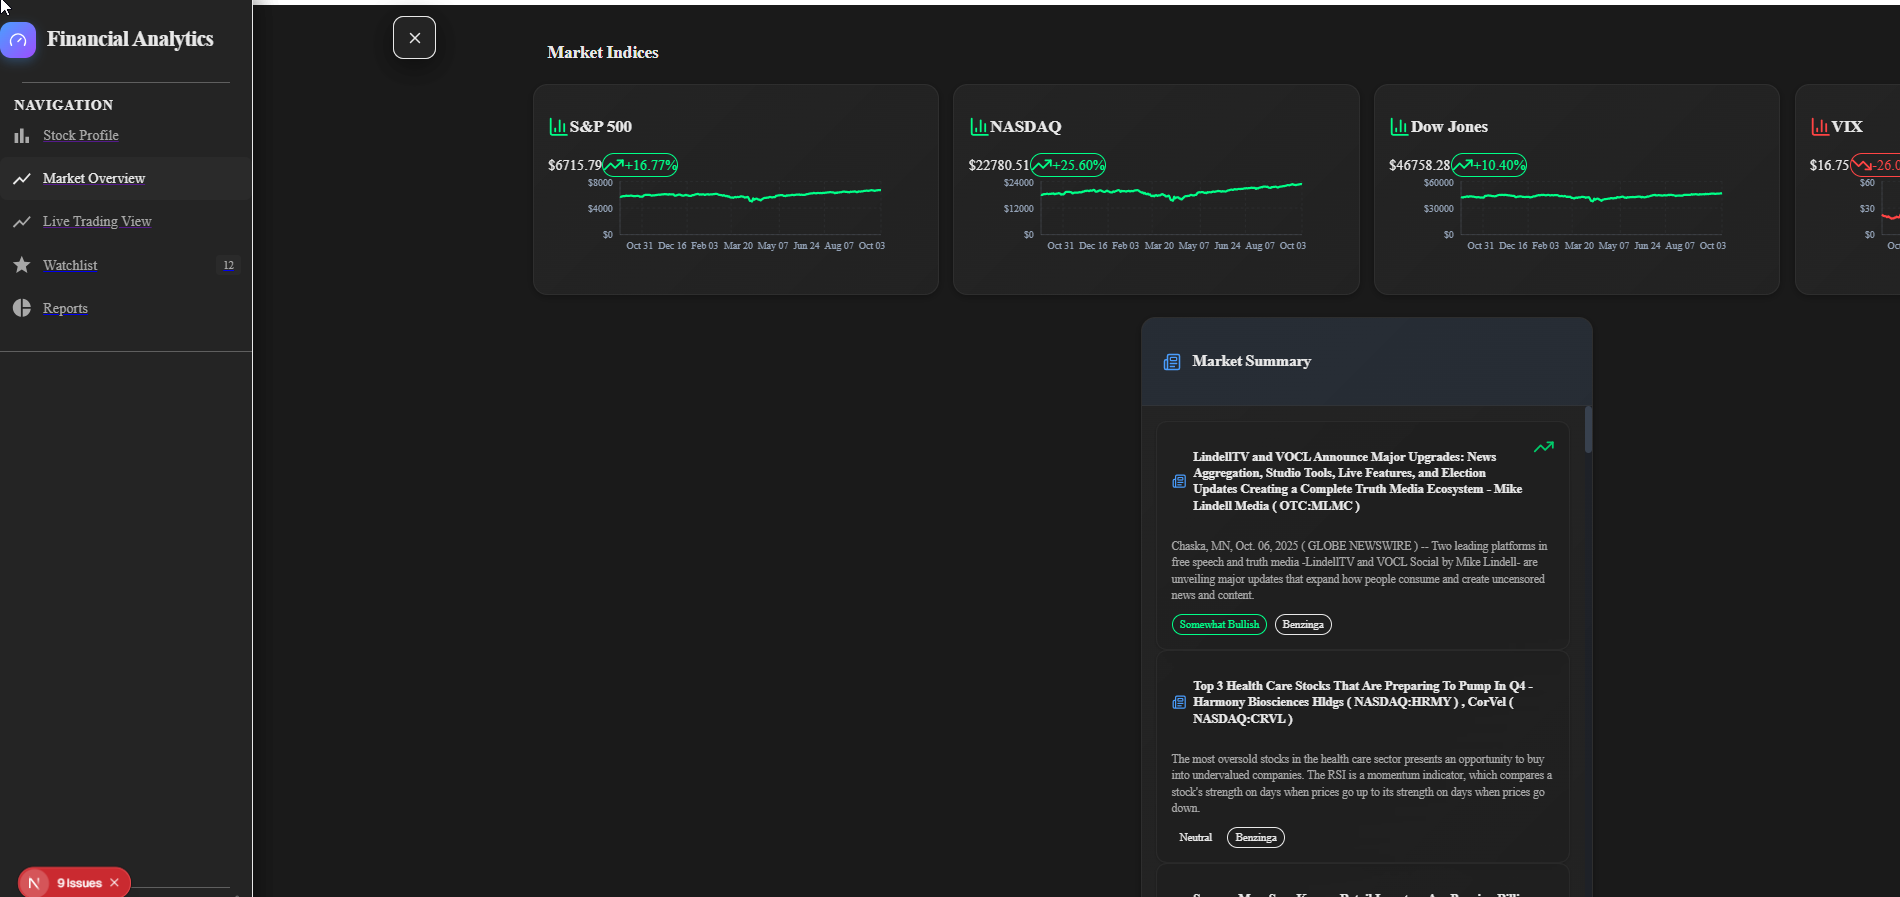 Financial Analytics
NAVIGATION
Stock Profile
Market Overview
Live Trading View
Watchlist
12
Reports
N
9 Issues
Market Indices
S&P 500
$6715.79
+16.77%
$8000
$4000
$0
Oct 31 Dec 16 Feb 03 Mar 20 May 07 Jun 24 Aug 07 Oct 03
NASDAQ
$22780.51
+25.60%
$24000
$12000
$0
Oct 31 Dec 16 Feb 03 Mar 20 May 07 Jun 24 Aug 07 Oct 03
Dow Jones
$46758.28
+10.40%
$60000
$30000
$0
Oct 31 Dec 16 Feb 03 Mar 20 May 07 Jun 24 Aug 07 Oct 03
VIX
$16.75
-26.0
$60
$30
$0
Oc
Market Summary
LindellTV and VOCL Announce Major Upgrades: News
Aggregation, Studio Tools, Live Features, and Election
Updates Creating a Complete Truth Media Ecosystem - Mike
Lindell Media ( OTC:MLMC )
Chaska, MN, Oct. 06, 2025 ( GLOBE NEWSWIRE ) -- Two leading platforms in
free speech and truth media -LindellTV and VOCL Social by Mike Lindell- are
unveiling major updates that expand how people consume and create uncensored
news and content.
Somewhat Bullish
Benzinga
Top 3 Health Care Stocks That Are Preparing To Pump In Q4 -
Harmony Biosciences Hldgs ( NASDAQ:HRMY ) , CorVel (
NASDAQ:CRVL )
The most oversold stocks in the health care sector presents an opportunity to buy
into undervalued companies. The RSI is a momentum indicator, which compares a
stock's strength on days when prices go up to its strength on days when prices go
down.
Neutral
Benzinga